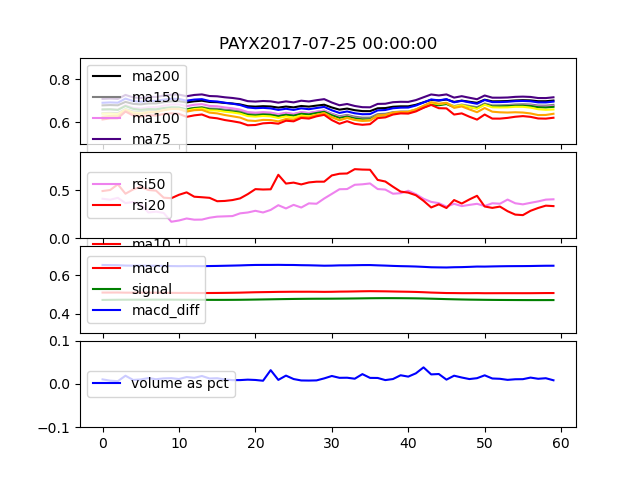 PAYX2017-07-25 00:00:00
0.8
0.6
ma200
ma150
ma100
ma75
0.5
0.0
rsi50
rsi20
ma10
0.6
0.4
macd
signal
macd_diff
0.1
0.0
−0.1
volume as pct
0 10 20 30 40 50 60